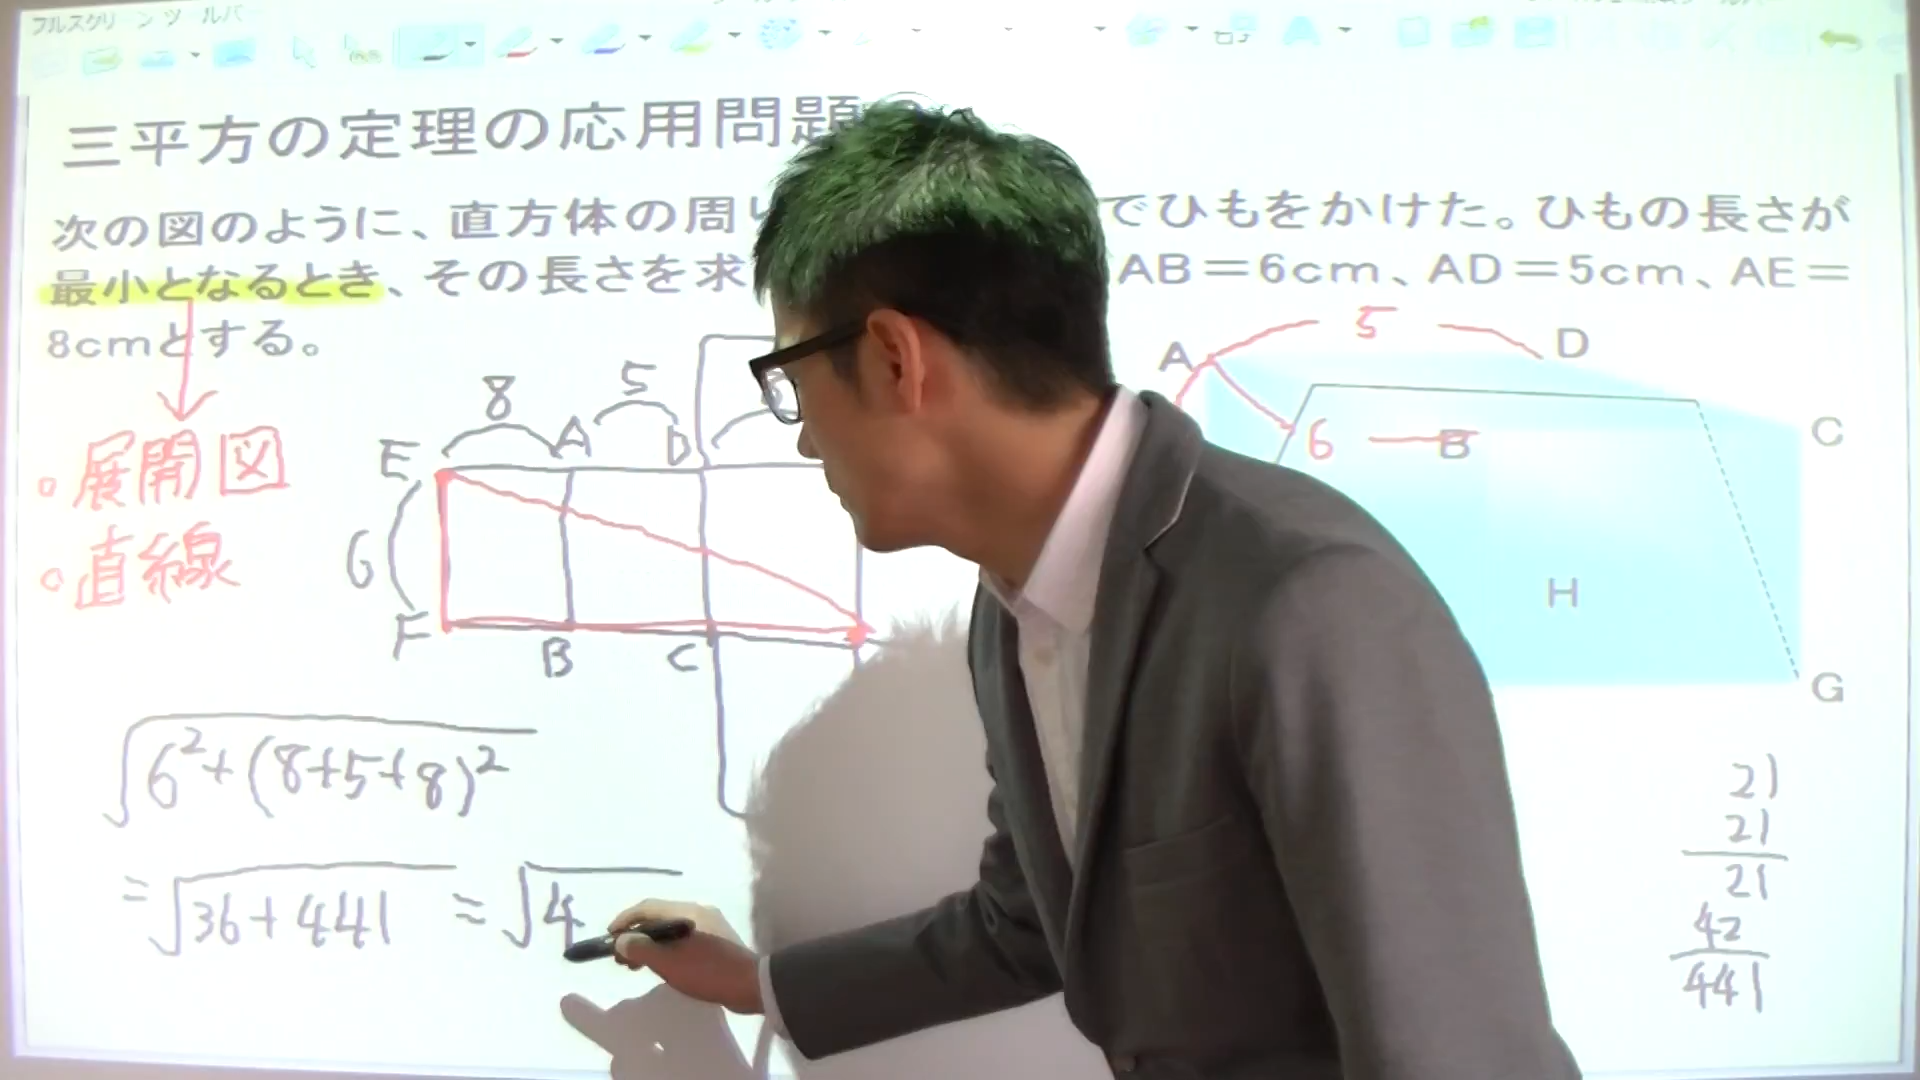 フルスクリーンツールバー
三平方の定理の応用問題
次の図のように、直方体の周り
でひもをかけた。ひもの長さが
最小となるとき、その長さを求
AB=6cm、AD=5cm、AE=
8cmとする。
・展開図
・直線
8
5
E
A
D
6
F
B
C
A
5
D
6
B
C
H
G
√6²+(8+5+8)²
=√36+441=√4
21
21
21
42
441